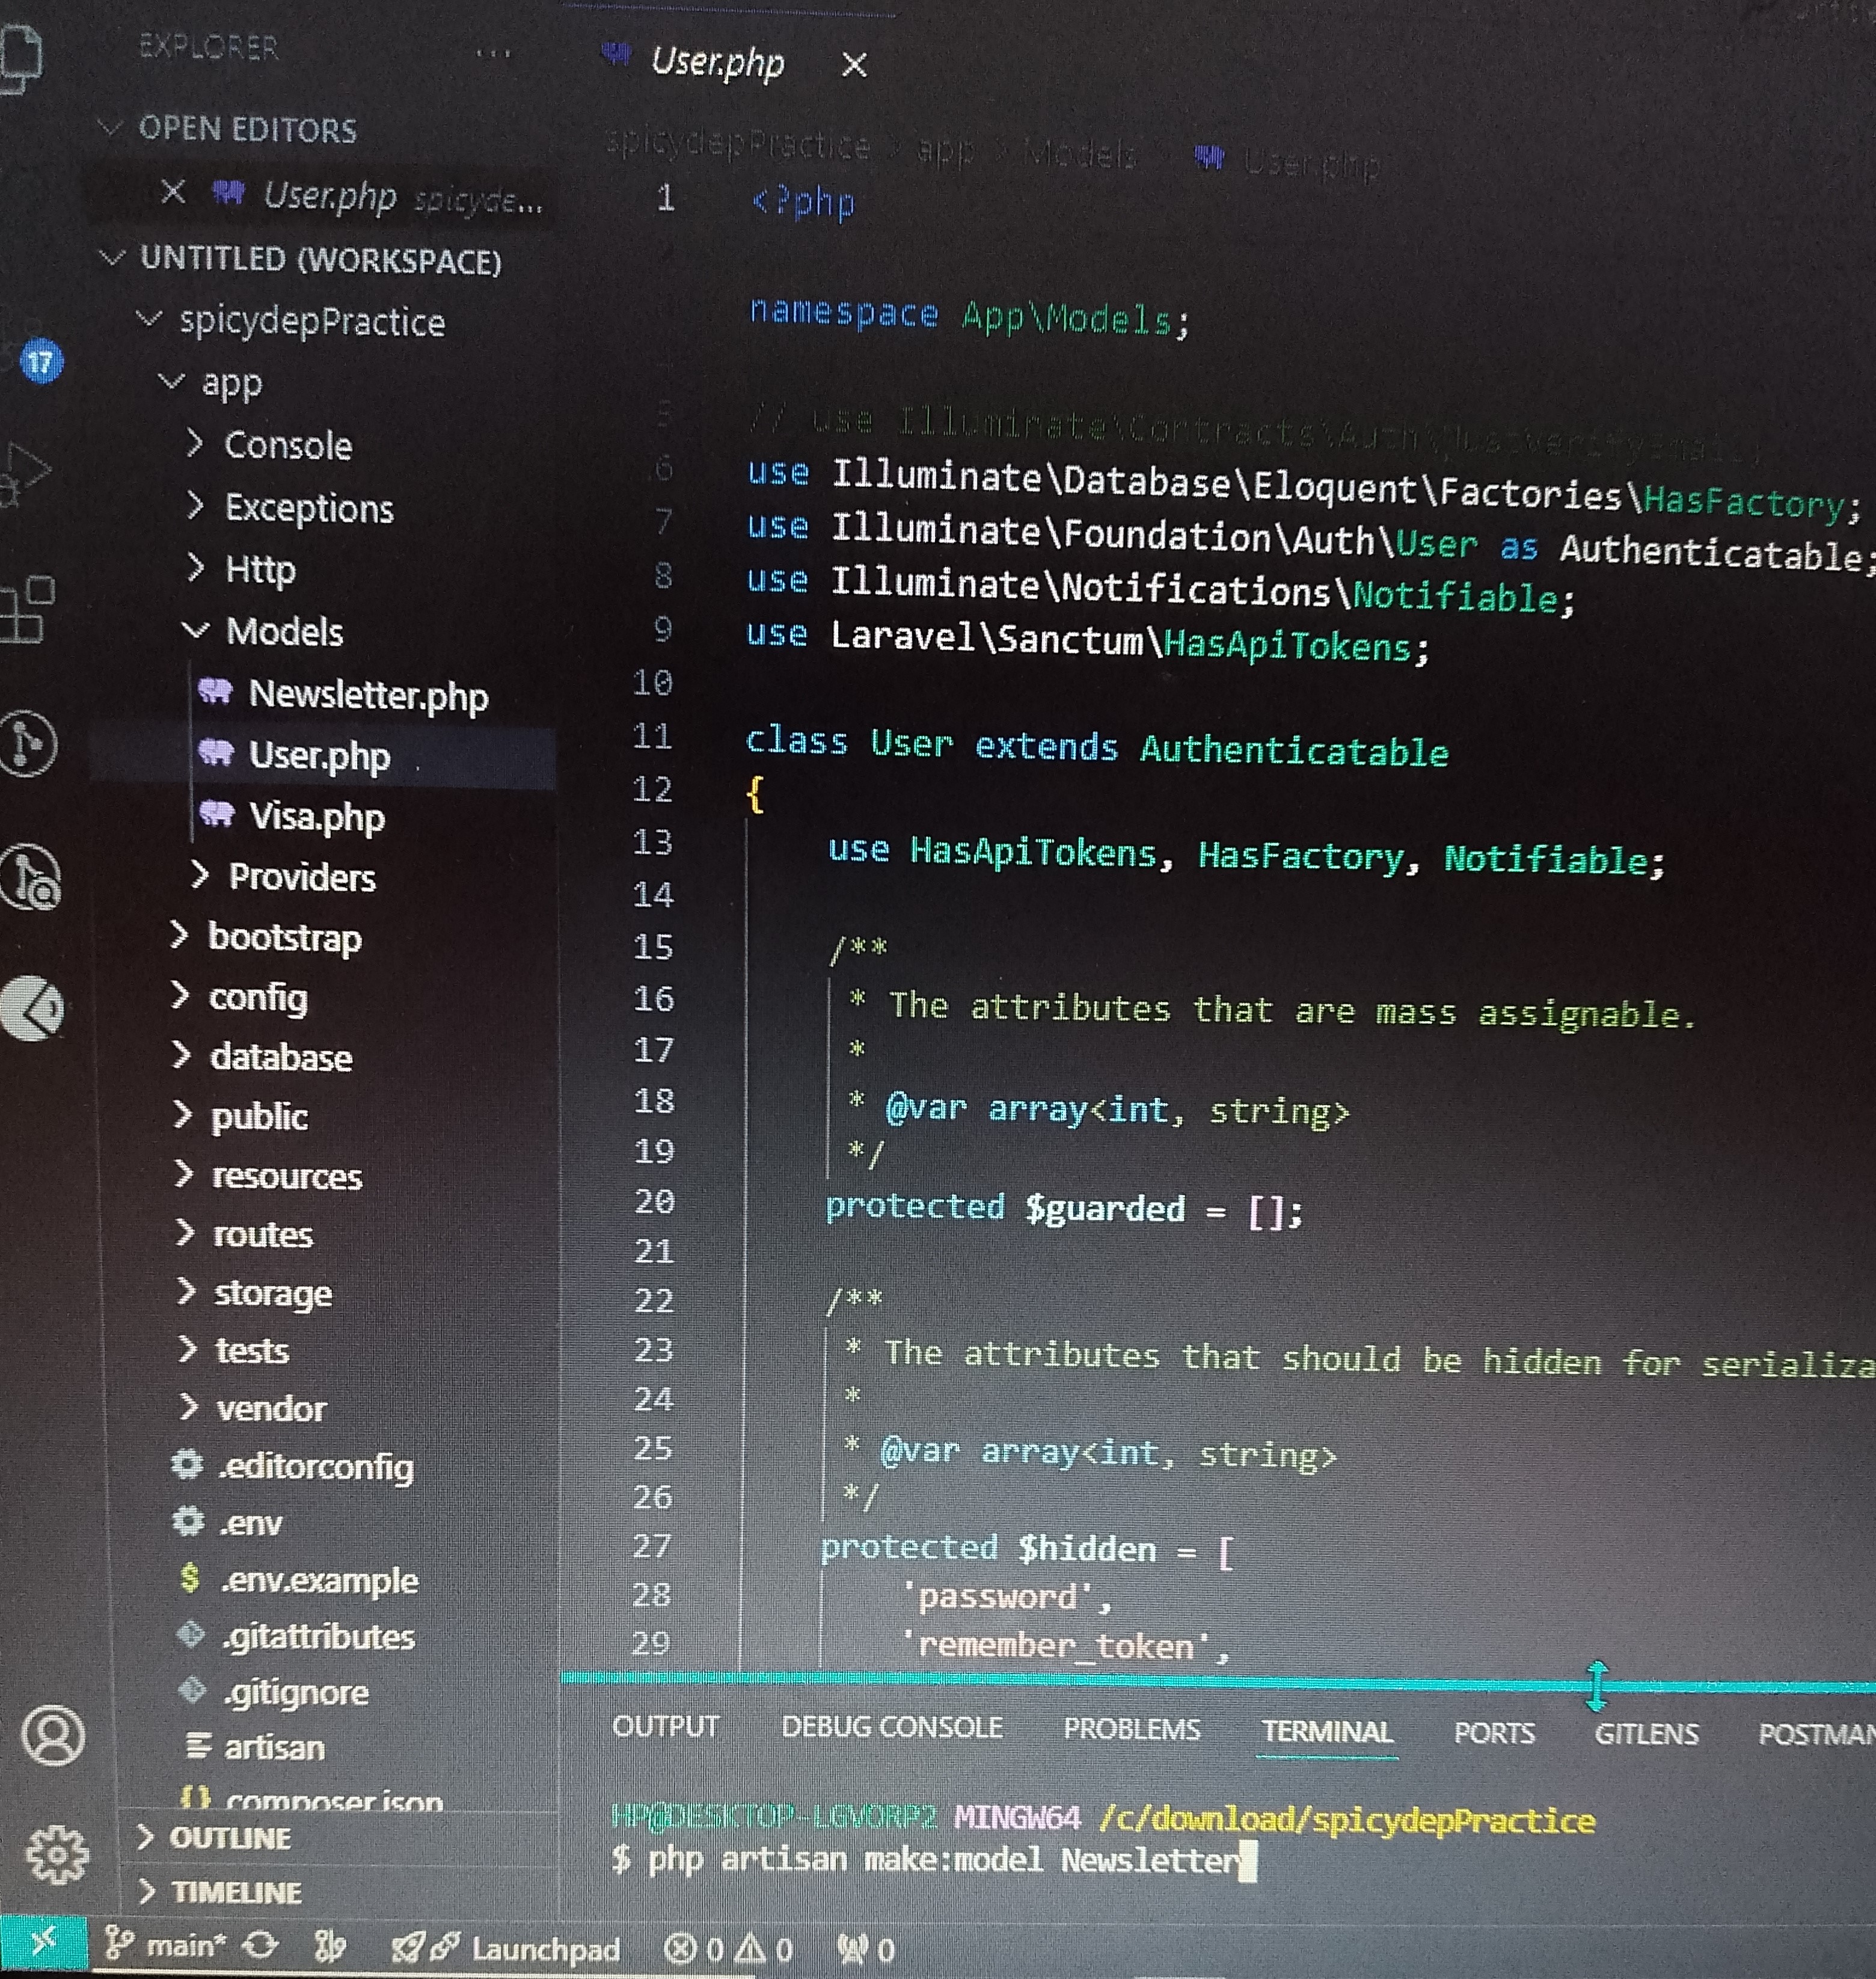 EXPLORER
...
OPEN EDITORS
User.php spicyde...
UNTITLED (WORKSPACE)
spicydepPractice
17
app
Console
Exceptions
Http
Models
Newsletter.php
User.php
Visa.php
Providers
bootstrap
config
database
public
resources
routes
storage
tests
vendor
.editorconfig
.env
$ .env.example
.gitattributes
.gitignore
artisan
{} composer.json
OUTLINE
TIMELINE
User.php
spicydepPractice > app > Models > User.php
1 <?php
namespace App\Models;
// use Illuminate\Contracts\Auth\MustVerifyEmail;
6 use Illuminate\Database\Eloquent\Factories\HasFactory;
7 use Illuminate\Foundation\Auth\User as Authenticatable;
8 use Illuminate\Notifications\Notifiable;
9 use Laravel\Sanctum\HasApiTokens;
10
11 class User extends Authenticatable
12 {
13 use HasApiTokens, HasFactory, Notifiable;
14
15 /**
16 * The attributes that are mass assignable.
17 *
18 * @var array<int, string>
19 */
20 protected $guarded = [];
21
22 /**
23 * The attributes that should be hidden for serializa
24 *
25 * @var array<int, string>
26 */
27 protected $hidden = [
28 'password',
29 'remember_token',
OUTPUT DEBUG CONSOLE PROBLEMS TERMINAL PORTS GITLENS POSTMAN
HP@DESKTOP-LGVORP2 MINGW64 /c/download/spicydepPractice
$ php artisan make:model Newsletter
main* Launchpad 0 0 0